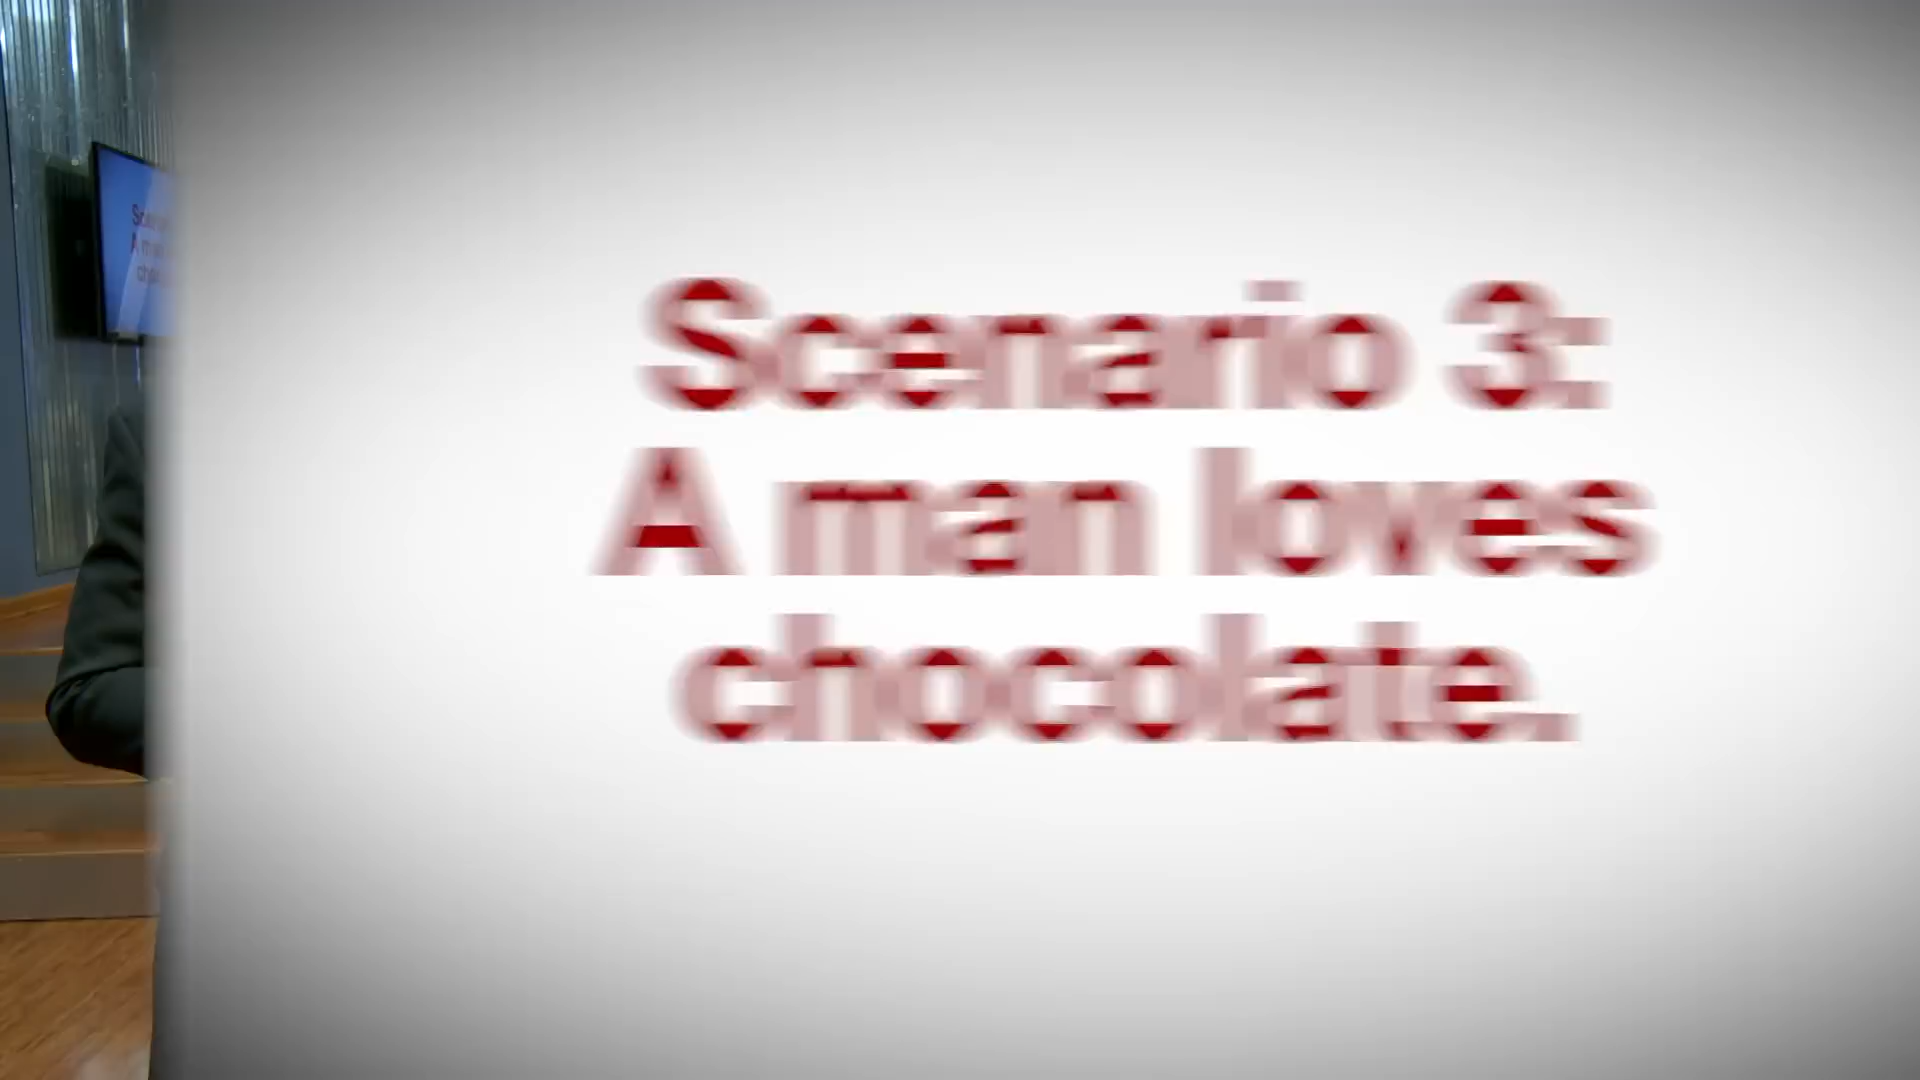 Scenario 3:
A man loves
chocolate.